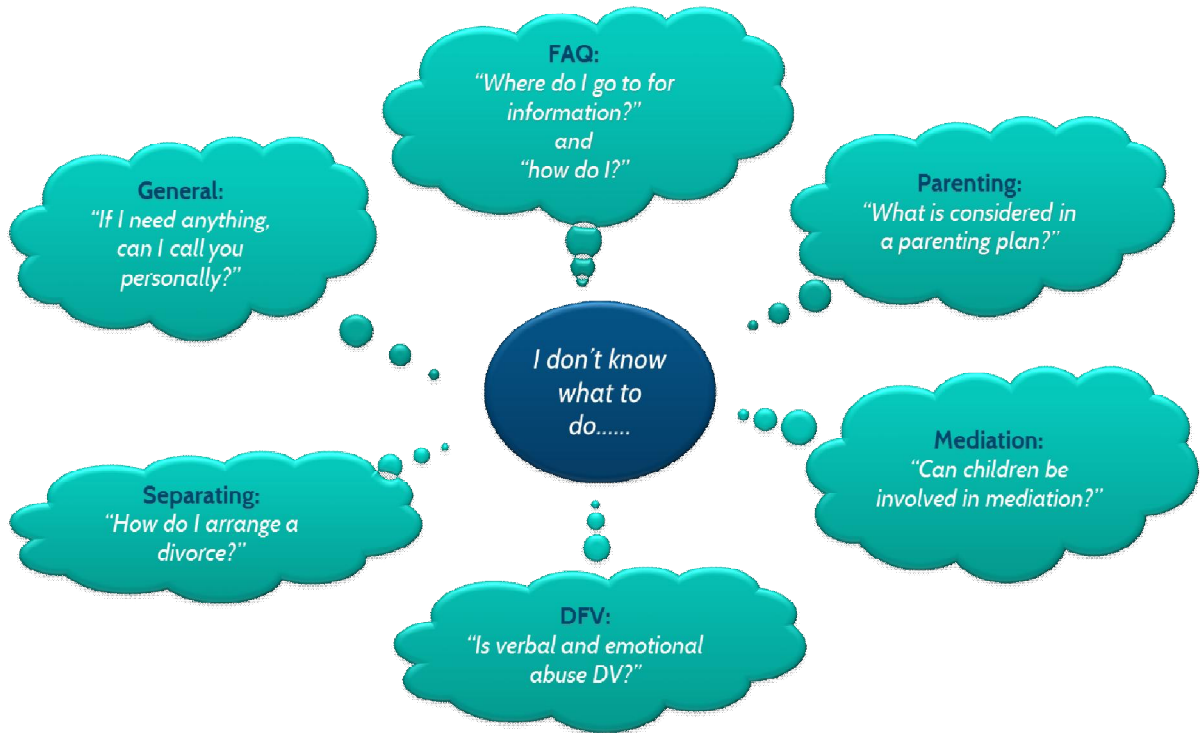 FAQ:
“Where do I go to for
information?”
and
“how do I?”
General:
“If I need anything,
can I call you
personally?”
Parenting:
“What is considered in
a parenting plan?”
I don’t know
what to
do......
Mediation:
“Can children be
involved in mediation?”
Separating:
“How do I arrange a
divorce?”
DFV:
“Is verbal and emotional
abuse DV?”